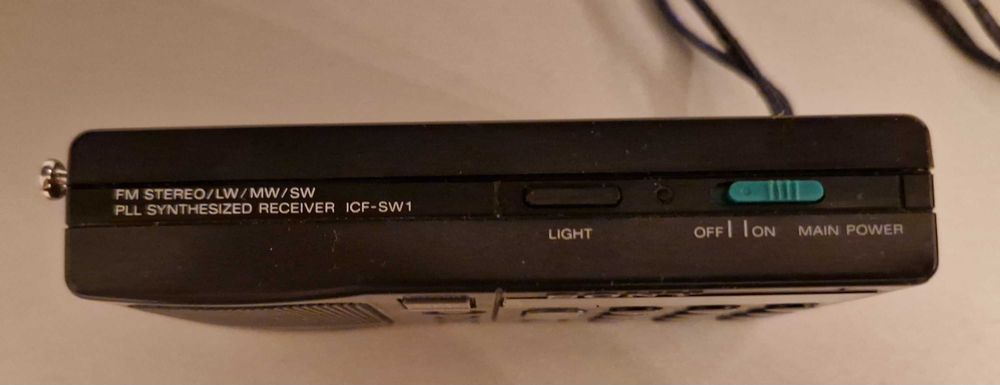 FM STEREO/LW/MW/SW
PLL SYNTHESIZED RECEIVER ICF-SW1
LIGHT
OFF ON MAIN POWER